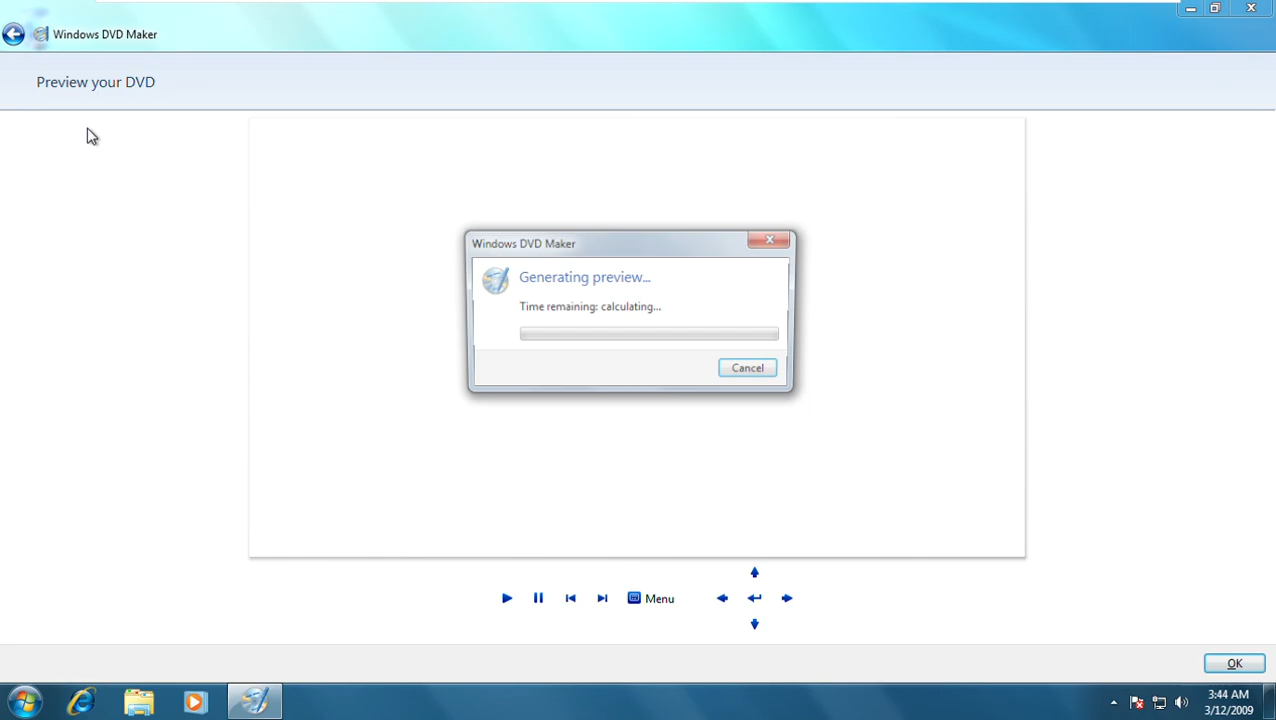 Windows DVD Maker
Preview your DVD
Windows DVD Maker
Generating preview...
Time remaining: calculating...
Cancel
Menu
OK
3:44 AM
3/12/2009